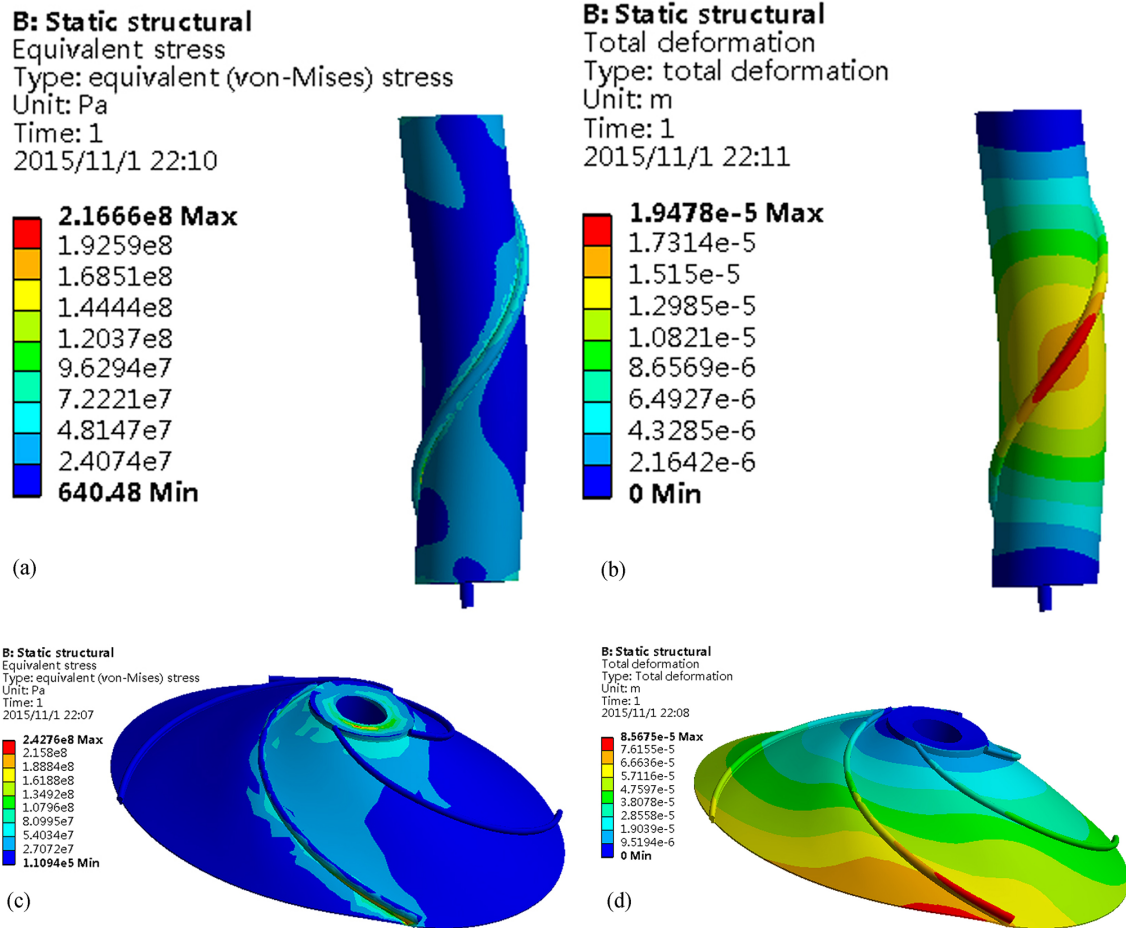 B: Static structural
Equivalent stress
Type: equivalent (von-Mises) stress
Unit: Pa
Time: 1
2015/11/1 22:10
2.1666e8 Max
1.9259e8
1.6851e8
1.4444e8
1.2037e8
9.6294e7
7.2221e7
4.8147e7
2.4074e7
640.48 Min
(a)
B: Static structural
Total deformation
Type: total deformation
Unit: m
Time: 1
2015/11/1 22:11
1.9478e-5 Max
1.7314e-5
1.515e-5
1.2985e-5
1.0821e-5
8.6569e-6
6.4927e-6
4.3285e-6
2.1642e-6
0 Min
(b)
B: Static structural
Equivalent stress
Type: equivalent (von-Mises) stress
Unit: Pa
Time: 1
2015/11/1 22:07
2.4276e8 Max
2.158e8
1.8884e8
1.6188e8
1.3492e8
1.0796e8
8.0995e7
5.4034e7
2.7072e7
1.1094e5 Min
(c)
B: Static structural
Total deformation
Type: Total deformation
Unit: m
Time: 1
2015/11/1 22:08
8.5675e-5 Max
7.6155e-5
6.6636e-5
5.7116e-5
4.7597e-5
3.8078e-5
2.8558e-5
1.9039e-5
9.5194e-6
0 Min
(d)